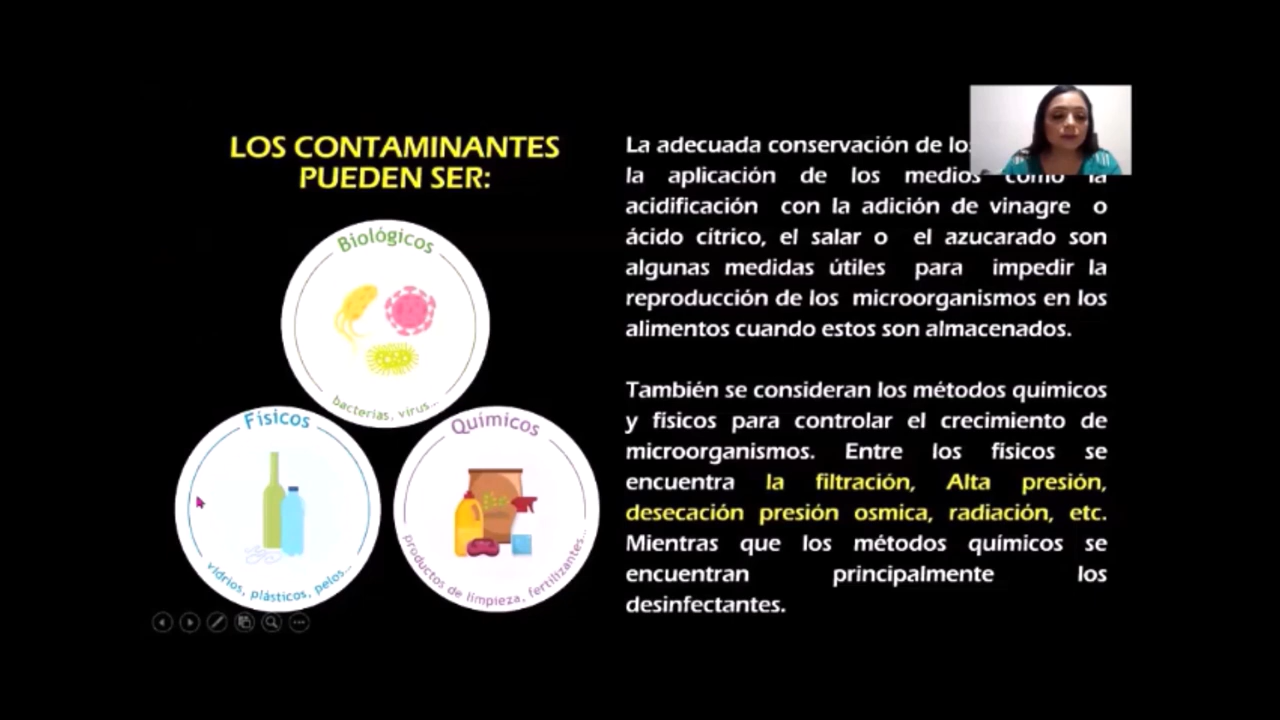 LOS CONTAMINANTES
PUEDEN SER:
Biológicos
bacterias, virus...
Físicos
vidrios, plásticos, pelos...
Químicos
productos de limpieza, fertilizantes...
La adecuada conservación de
la aplicación de los medios como la
acidificación con la adición de vinagre o
ácido cítrico, el salar o el azucarado son
algunas medidas útiles para impedir la
reproducción de los microorganismos en los
alimentos cuando estos son almacenados.
También se consideran los métodos químicos
y físicos para controlar el crecimiento de
microorganismos. Entre los físicos se
encuentra la filtración, Alta presión,
desecación presión osmica, radiación, etc.
Mientras que los métodos químicos se
encuentran principalmente los
desinfectantes.